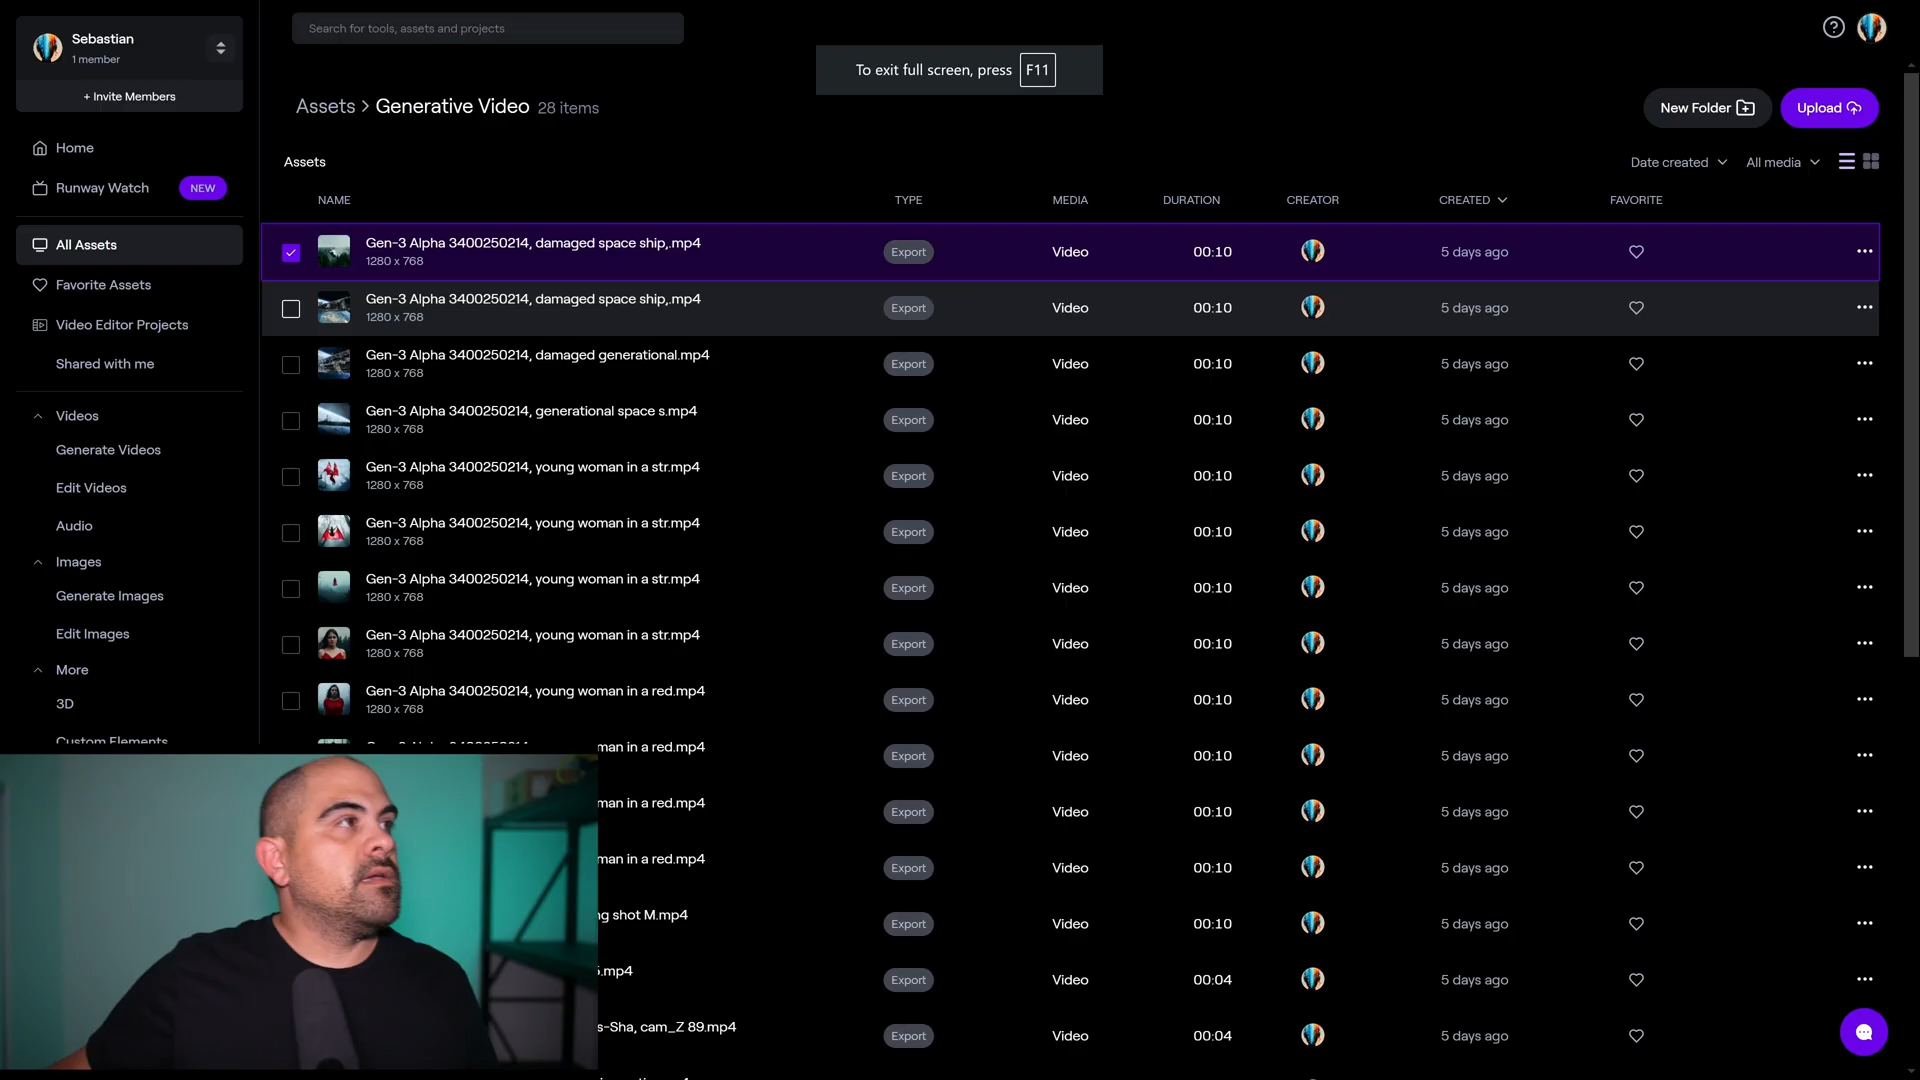 Sebastian
1 member
+ Invite Members
Home
Runway Watch NEW
All Assets
Favorite Assets
Video Editor Projects
Shared with me
Videos
Generate Videos
Edit Videos
Audio
Images
Generate Images
Edit Images
More
3D
Custom Elements
Search for tools, assets and projects
To exit full screen, press F11
Assets > Generative Video 28 items
New Folder
Upload
Assets
Date created
All media
NAME TYPE MEDIA DURATION CREATOR CREATED FAVORITE
Gen-3 Alpha 3400250214, damaged space ship,.mp4
1280 x 768
Export Video 00:10 5 days ago
Gen-3 Alpha 3400250214, damaged space ship,.mp4
1280 x 768
Export Video 00:10 5 days ago
Gen-3 Alpha 3400250214, damaged generational.mp4
1280 x 768
Export Video 00:10 5 days ago
Gen-3 Alpha 3400250214, generational space s.mp4
1280 x 768
Export Video 00:10 5 days ago
Gen-3 Alpha 3400250214, young woman in a str.mp4
1280 x 768
Export Video 00:10 5 days ago
Gen-3 Alpha 3400250214, young woman in a str.mp4
1280 x 768
Export Video 00:10 5 days ago
Gen-3 Alpha 3400250214, young woman in a str.mp4
1280 x 768
Export Video 00:10 5 days ago
Gen-3 Alpha 3400250214, young woman in a str.mp4
1280 x 768
Export Video 00:10 5 days ago
Gen-3 Alpha 3400250214, young woman in a red.mp4
1280 x 768
Export Video 00:10 5 days ago
man in a red.mp4
Export Video 00:10 5 days ago
man in a red.mp4
Export Video 00:10 5 days ago
man in a red.mp4
Export Video 00:10 5 days ago
ng shot M.mp4
Export Video 00:10 5 days ago
.mp4
Export Video 00:04 5 days ago
s-Sha, cam_Z 89.mp4
Export Video 00:04 5 days ago